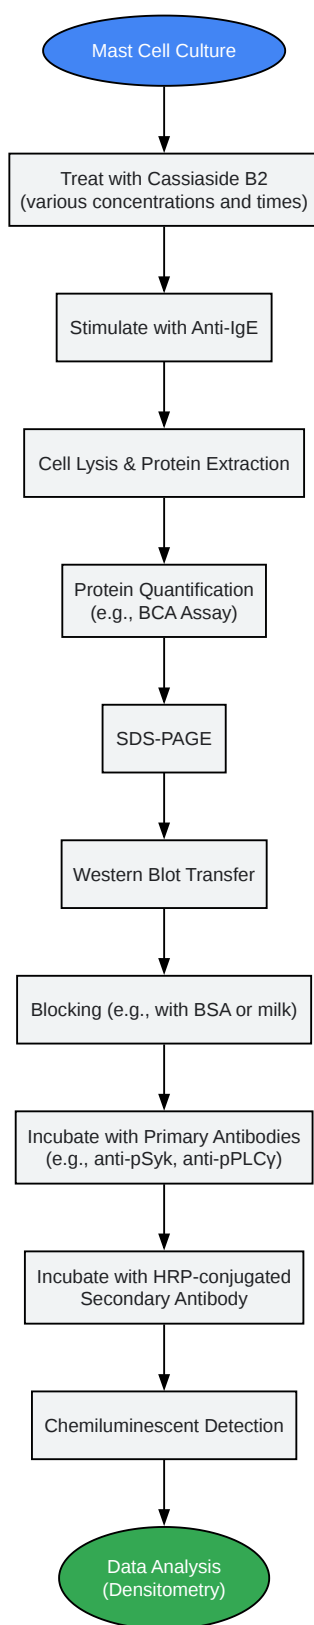 Mast Cell Culture
Treat with Cassiaside B2
(various concentrations and times)
Stimulate with Anti-IgE
Cell Lysis & Protein Extraction
Protein Quantification
(e.g., BCA Assay)
SDS-PAGE
Western Blot Transfer
Blocking (e.g., with BSA or milk)
Incubate with Primary Antibodies
(e.g., anti-pSyk, anti-pPLCγ)
Incubate with HRP-conjugated
Secondary Antibody
Chemiluminescent Detection
Data Analysis
(Densitometry)